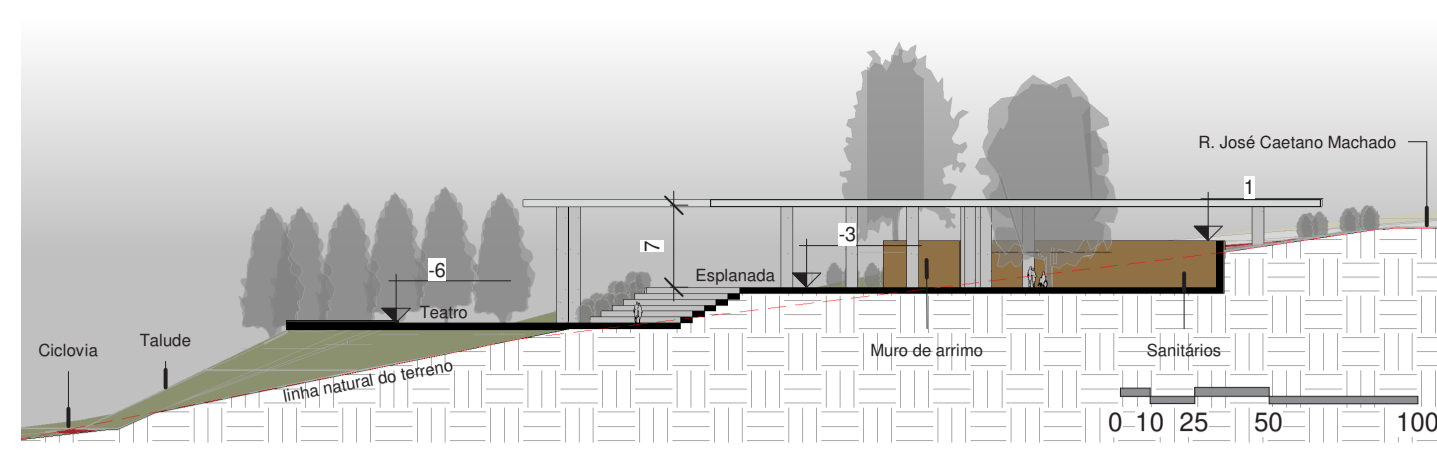 R. José Caetano Machado
1
7
-3
-6
Esplanada
Teatro
Ciclovia
Talude
linha natural do terreno
Muro de arrimo
Sanitários
0 10 25 50 100